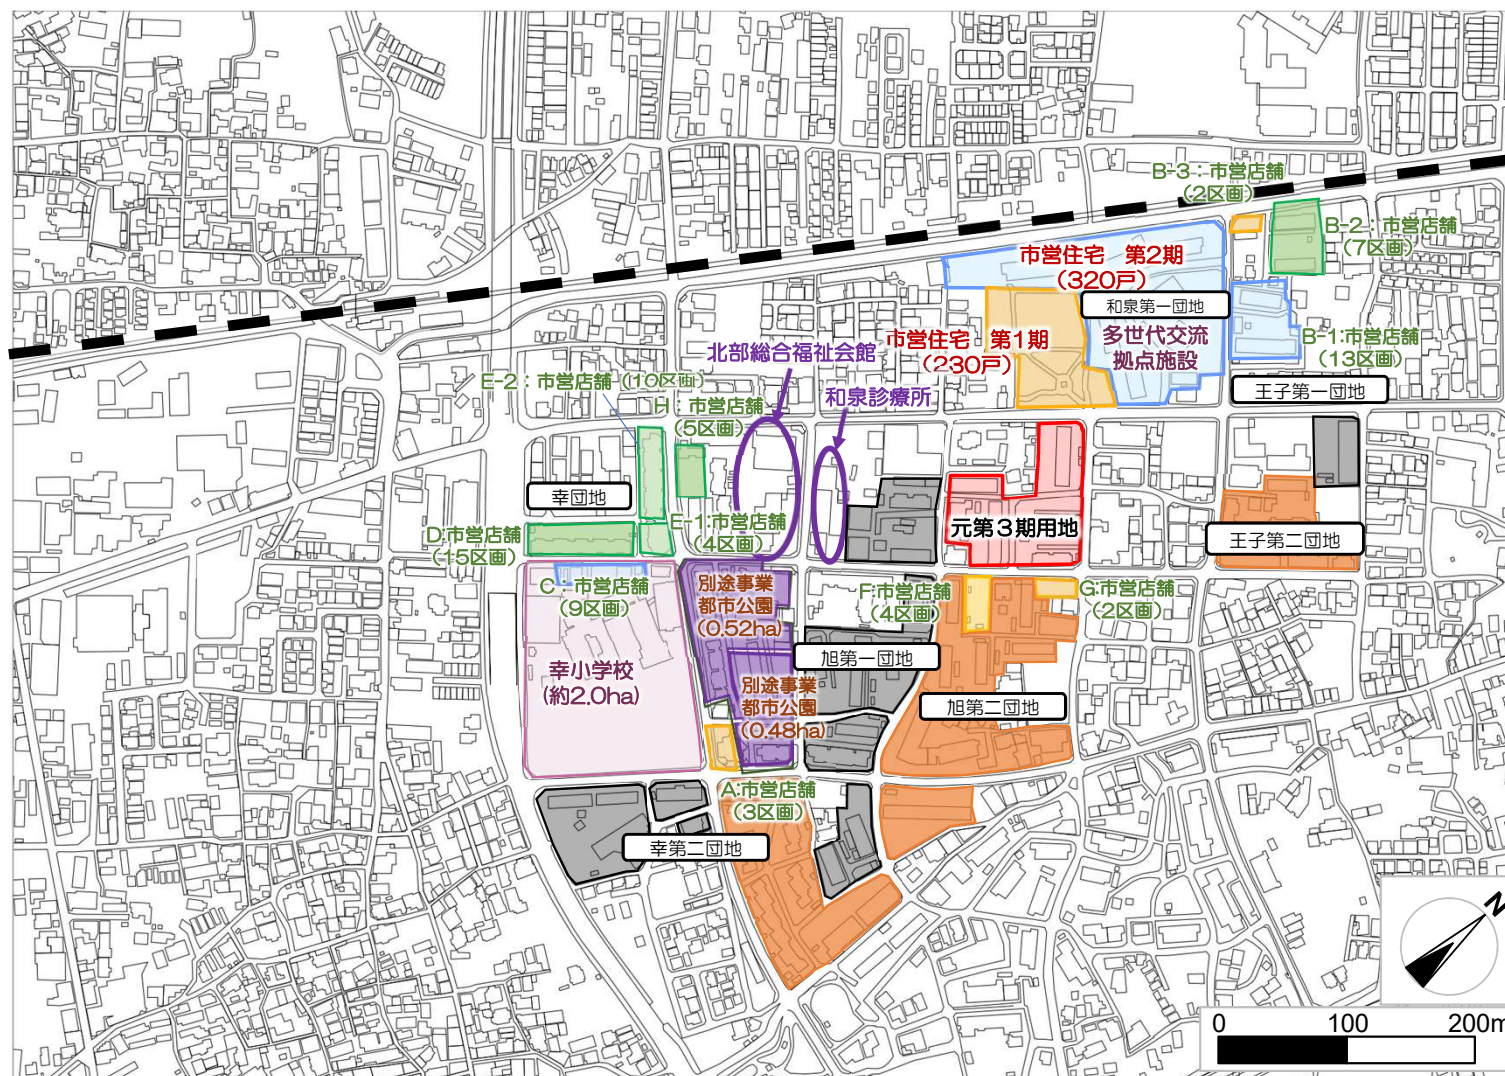 B-3：市営店舗
（2区画）
B-2：市営店舗
（7区画）
市営住宅　第2期
（320戸）
和泉第一団地
多世代交流
拠点施設
市営住宅　第1期
（230戸）
B-1:市営店舗
（13区画）
王子第一団地
北部総合福祉会館
和泉診療所
E-2：市営店舗（10区画）
H：市営店舗
（5区画）
幸団地
E-1:市営店舗
（4区画）
D:市営店舗
（15区画）
元第３期用地
王子第二団地
C：市営店舗
（9区画）
別途事業
都市公園
(0.52ha)
F:市営店舗
（4区画）
G:市営店舗
（2区画）
幸小学校
(約2.0ha)
旭第一団地
別途事業
都市公園
(0.48ha)
旭第二団地
A:市営店舗
（3区画）
幸第二団地
N
0 100 200m